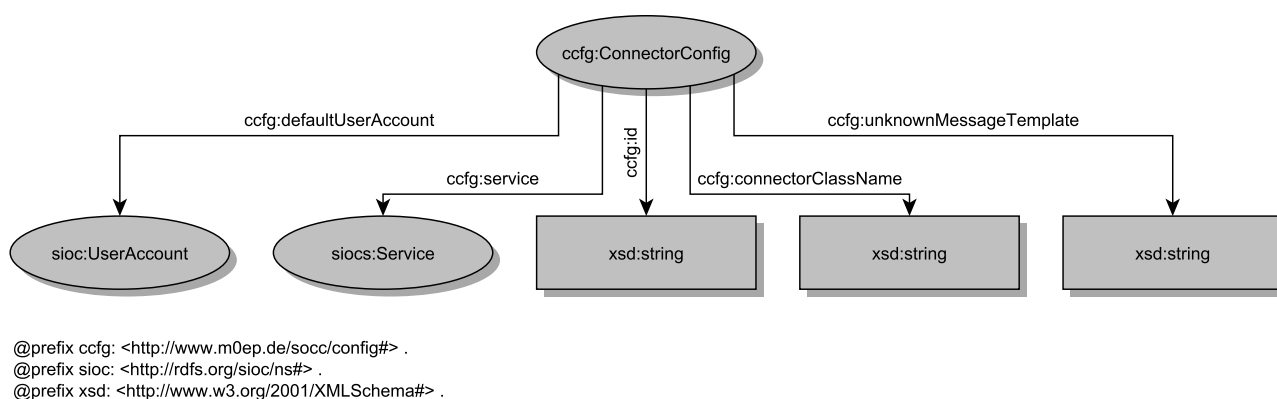 ccfg:ConnectorConfig
ccfg:defaultUserAccount
ccfg:unknownMessageTemplate
ccfg:id
ccfg:service
ccfg:connectorClassName
sioc:UserAccount
siocs:Service
xsd:string
xsd:string
xsd:string
@prefix ccfg: <http://www.m0ep.de/socc/config#> .
@prefix sioc: <http://rdfs.org/sioc/ns#> .
@prefix xsd: <http://www.w3.org/2001/XMLSchema#> .